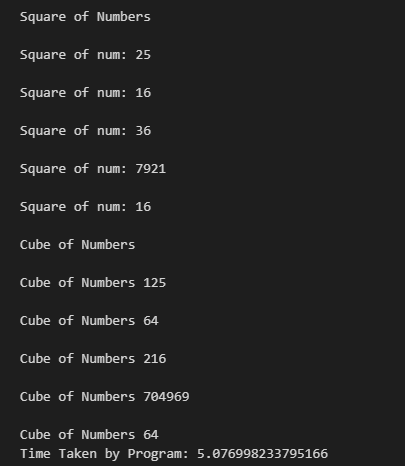 Square of Numbers
Square of num: 25
Square of num: 16
Square of num: 36
Square of num: 7921
Square of num: 16
Cube of Numbers
Cube of Numbers 125
Cube of Numbers 64
Cube of Numbers 216
Cube of Numbers 704969
Cube of Numbers 64
Time Taken by Program: 5.076998233795166